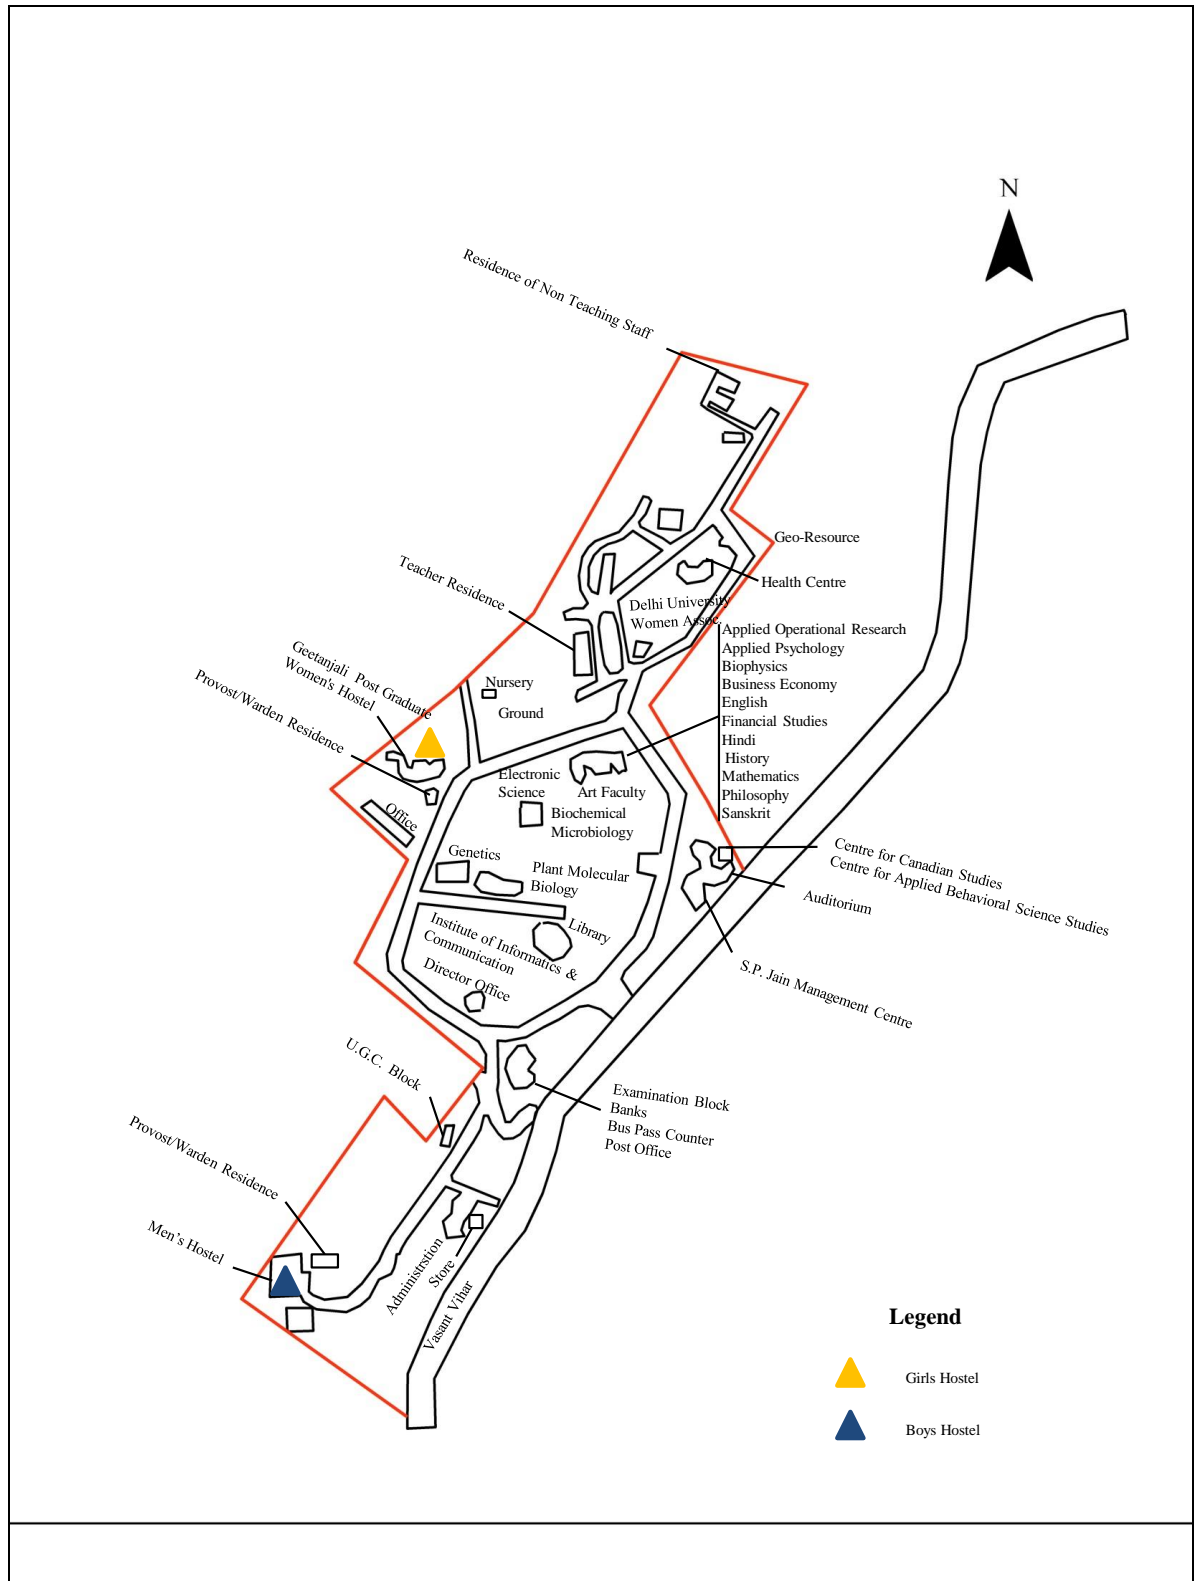 N
Residence of Non Teaching Staff
Geo-Resource
Teacher Residence
Health Centre
Delhi University
Women Assoc.
Applied Operational Research
Applied Psychology
Biophysics
Business Economy
English
Financial Studies
Hindi
History
Mathematics
Philosophy
Sanskrit
Geetanjali Post Graduate
Women's Hostel
Provost/Warden Residence
Nursery
Ground
Electronic
Science
Art Faculty
Office
Biochemical
Microbiology
Genetics
Plant Molecular
Biology
Centre for Canadian Studies
Centre for Applied Behavioral Science Studies
Auditorium
Library
Institute of Informatics &
Communication
Director Office
S.P. Jain Management Centre
U.G.C. Block
Examination Block
Banks
Bus Pass Counter
Post Office
Provost/Warden Residence
Men's Hostel
Administrstion
Store
Vasant Vihar
Legend
Girls Hostel
Boys Hostel